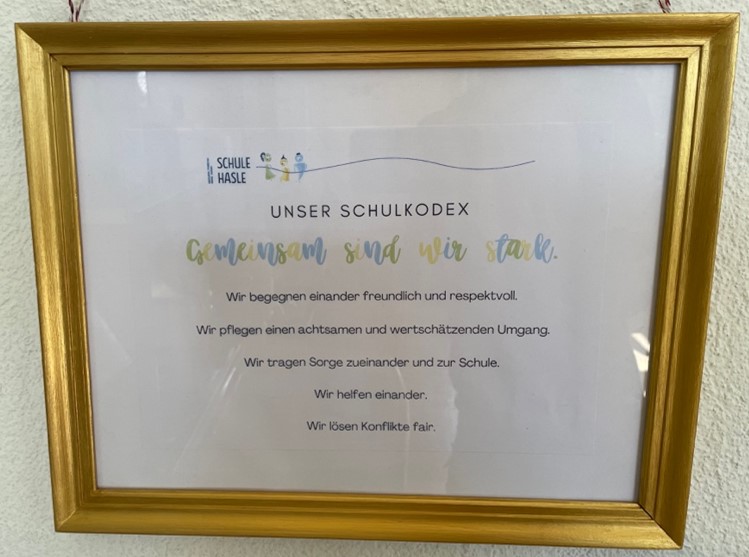 SCHULE
HASLE
UNSER SCHULKODEX
Gemeinsam sind wir stark.
Wir begegnen einander freundlich und respektvoll.
Wir pflegen einen achtsamen und wertschätzenden Umgang.
Wir tragen Sorge zueinander und zur Schule.
Wir helfen einander.
Wir lösen Konflikte fair.